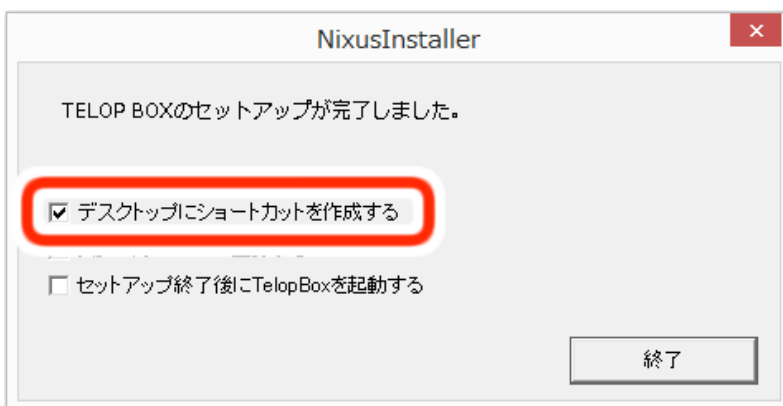 NixusInstaller
TELOP BOXのセットアップが完了しました。
デスクトップにショートカットを作成する
セットアップ終了後にTelopBoxを起動する
終了